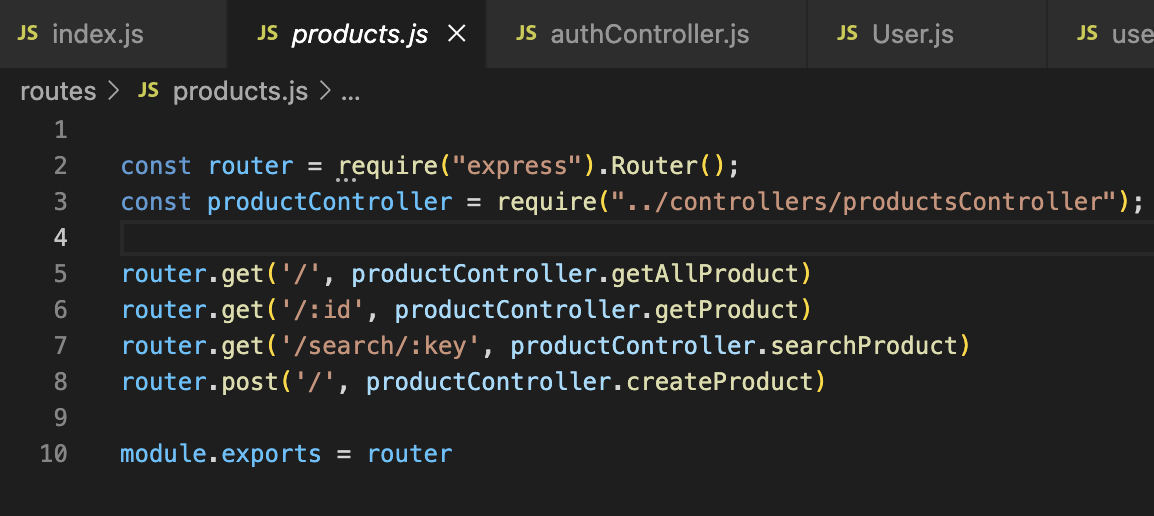 JS index.js JS products.js × JS authController.js JS User.js JS use
routes > JS products.js > ...
1
2 const router = require("express").Router();
3 const productController = require("../controllers/productsController");
4
5 router.get('/', productController.getAllProduct)
6 router.get('/:id', productController.getProduct)
7 router.get('/search/:key', productController.searchProduct)
8 router.post('/', productController.createProduct)
9
10 module.exports = router